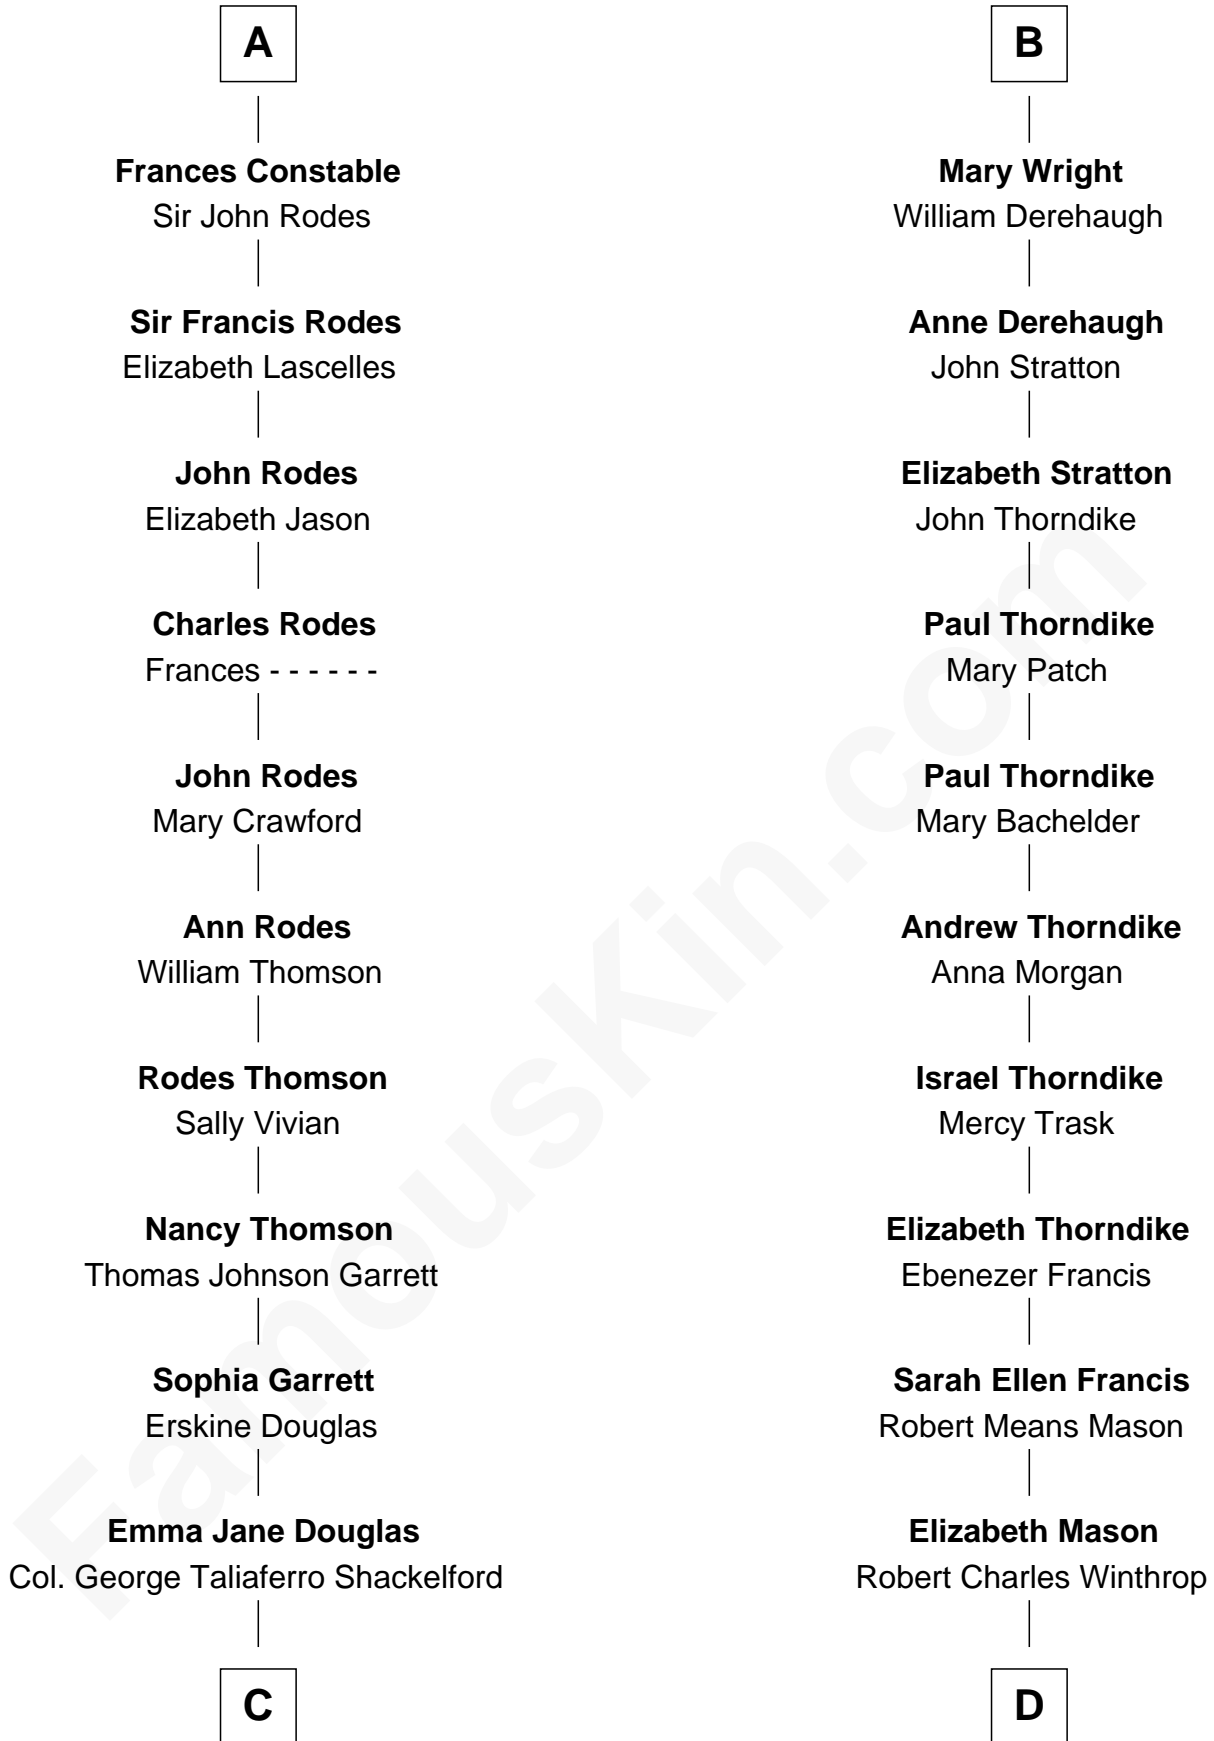 A
Frances Constable
Sir John Rodes
Sir Francis Rodes
Elizabeth Lascelles
John Rodes
Elizabeth Jason
Charles Rodes
Frances - - - - - -
John Rodes
Mary Crawford
Ann Rodes
William Thomson
Rodes Thomson
Sally Vivian
Nancy Thomson
Thomas Johnson Garrett
Sophia Garrett
Erskine Douglas
Emma Jane Douglas
Col. George Taliaferro Shackelford
C
B
Mary Wright
William Derehaugh
Anne Derehaugh
John Stratton
Elizabeth Stratton
John Thorndike
Paul Thorndike
Mary Patch
Paul Thorndike
Mary Bachelder
Andrew Thorndike
Anna Morgan
Israel Thorndike
Mercy Trask
Elizabeth Thorndike
Ebenezer Francis
Sarah Ellen Francis
Robert Means Mason
Elizabeth Mason
Robert Charles Winthrop
D
FamousKin.com